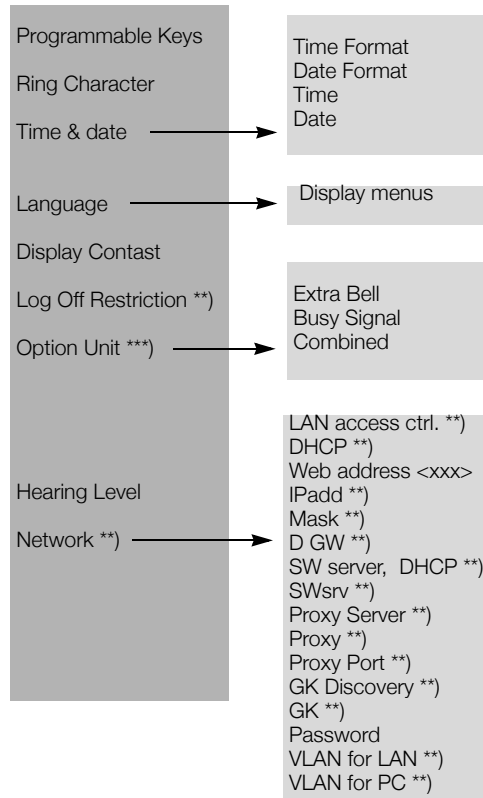 Programmable Keys
Ring Character
Time & date
Time Format
Date Format
Time
Date
Language
Display menus
Display Contast
Log Off Restriction **)
Option Unit ***)
Extra Bell
Busy Signal
Combined
Hearing Level
Network **)
LAN access ctrl. **)
DHCP **)
Web address <xxx>
IPadd **)
Mask **)
D GW **)
SW server, DHCP **)
SWsrv **)
Proxy Server **)
Proxy **)
Proxy Port **)
GK Discovery **)
GK **)
Password
VLAN for LAN **)
VLAN for PC **)